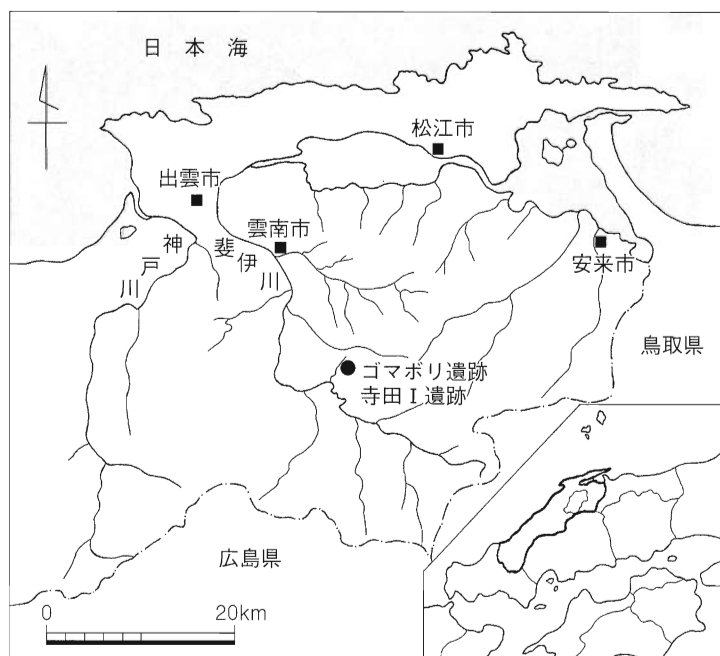 日本海
松江市
出雲市
雲南市
斐伊川
神戸川
安来市
鳥取県
ゴマボリ遺跡
寺田Ⅰ遺跡
広島県
0 20km